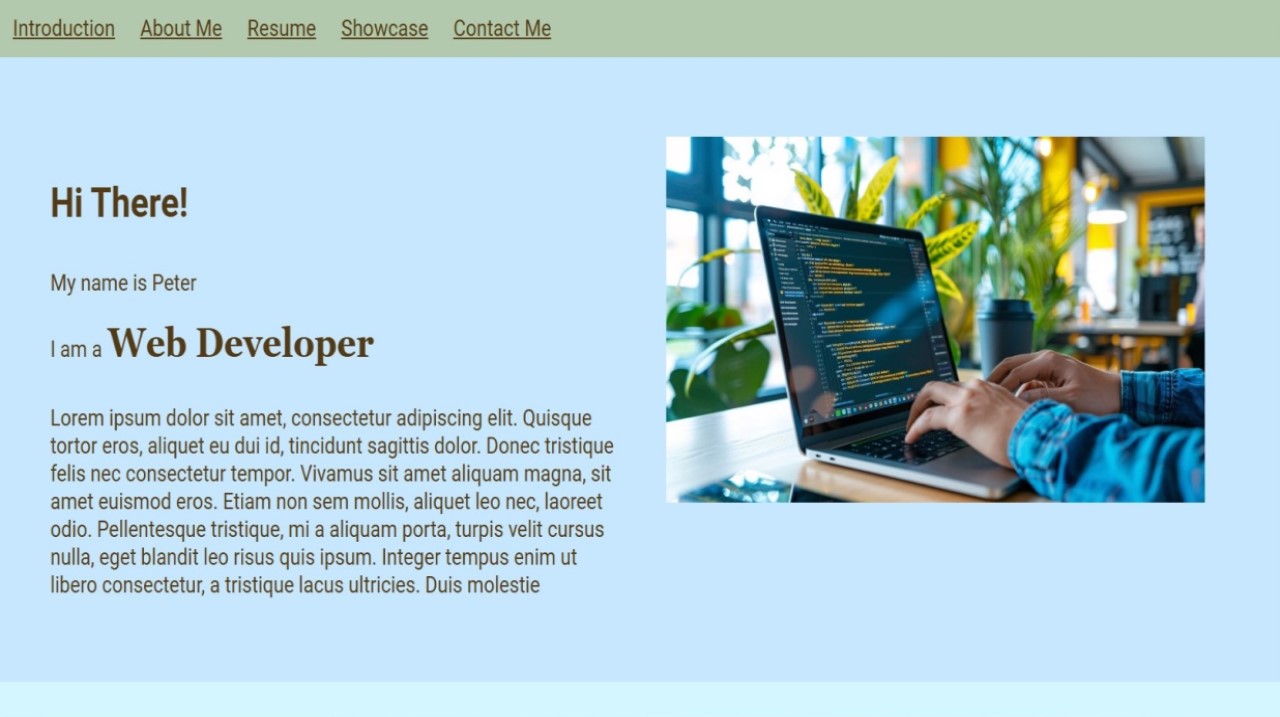 Introduction About Me Resume Showcase Contact Me
Hi There!
My name is Peter
I am a Web Developer
Lorem ipsum dolor sit amet, consectetur adipiscing elit. Quisque
tortor eros, aliquet eu dui id, tincidunt sagittis dolor. Donec tristique
felis nec consectetur tempor. Vivamus sit amet aliquam magna, sit
amet euismod eros. Etiam non sem mollis, aliquet leo nec, laoreet
odio. Pellentesque tristique, mi a aliquam porta, turpis velit cursus
nulla, eget blandit leo risus quis ipsum. Integer tempus enim ut
libero consectetur, a tristique lacus ultricies. Duis molestie